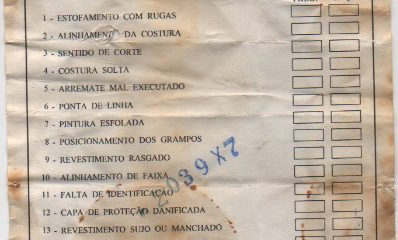 1 - ESTOFAMENTO COM RUGAS
2 - ALINHAMENTO DA COSTURA
3 - SENTIDO DE CORTE
4 - COSTURA SOLTA
5 - ARREMATE MAL EXECUTADO
6 - PONTA DE LINHA
7 - PINTURA ESFOLADA
8 - POSICIONAMENTO DOS GRAMPOS
9 - REVESTIMENTO RASGADO
10 - ALINHAMENTO DE FAIXA
11 - FALTA DE IDENTIFICAÇÃO
12 - CAPA DE PROTEÇÃO DANIFICADA
13 - REVESTIMENTO SUJO OU MANCHADO